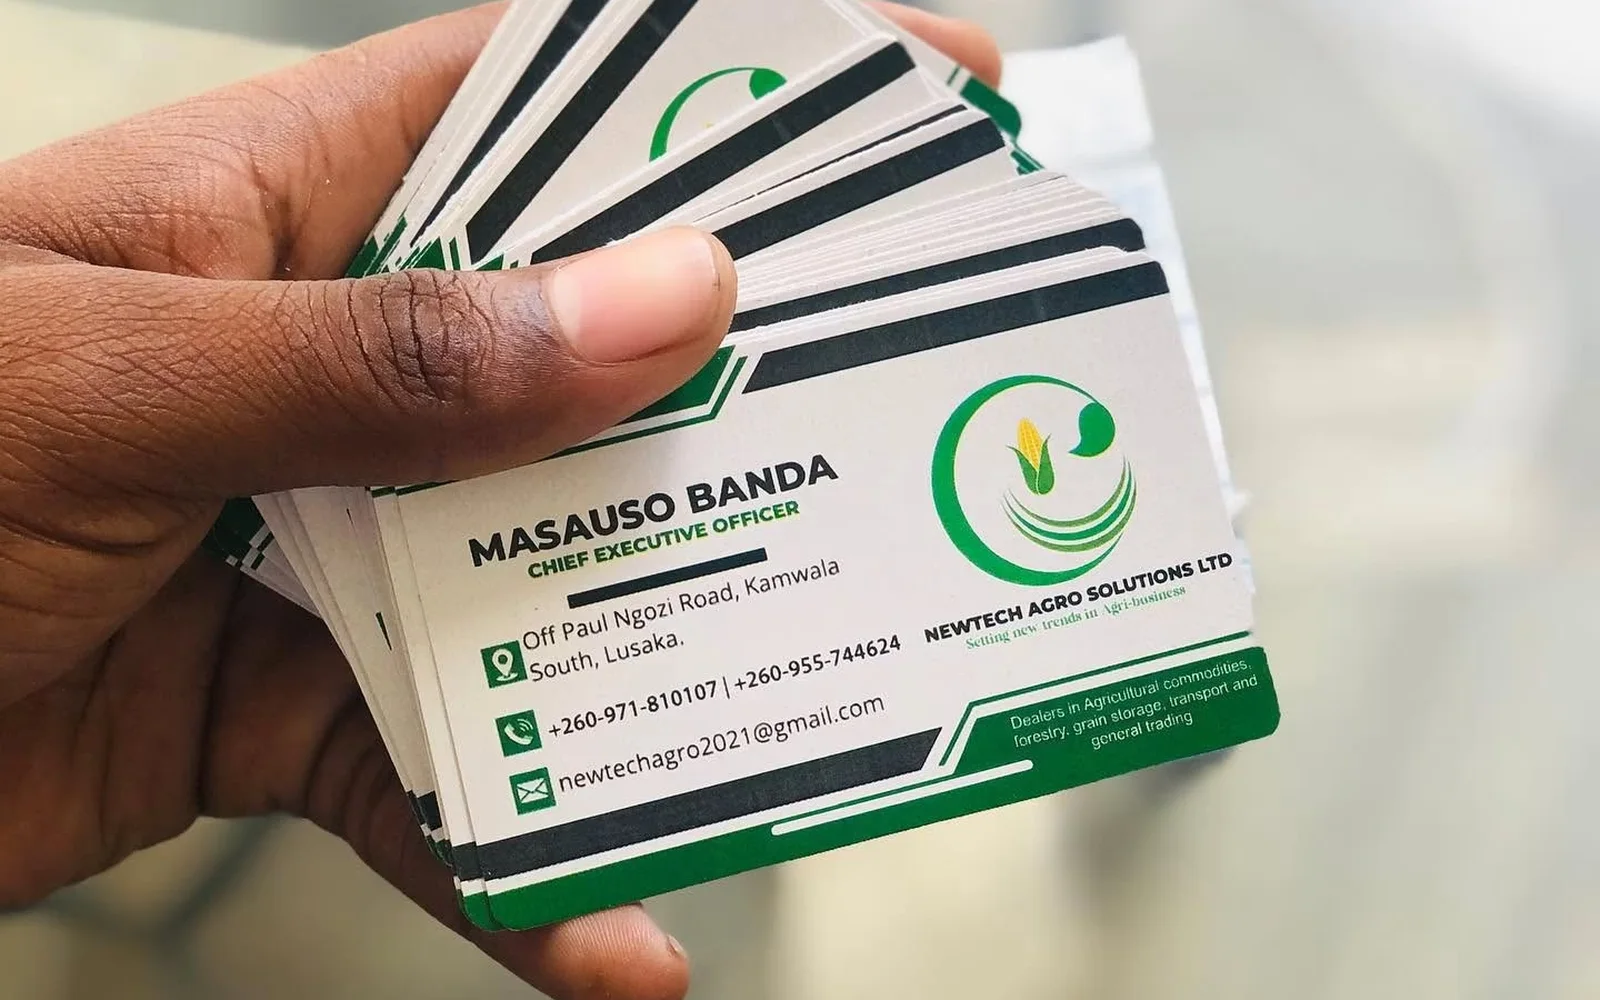 MASAUSO BANDA
CHIEF EXECUTIVE OFFICER
Off Paul Ngozi Road, Kamwala
South, Lusaka.
+260-971-810107 | +260-955-744624
newtechagro2021@gmail.com
NEWTECH AGRO SOLUTIONS LTD
Setting new trends in Agri-business
Dealers in Agricultural commodities,
forestry, grain storage, transport and
general trading